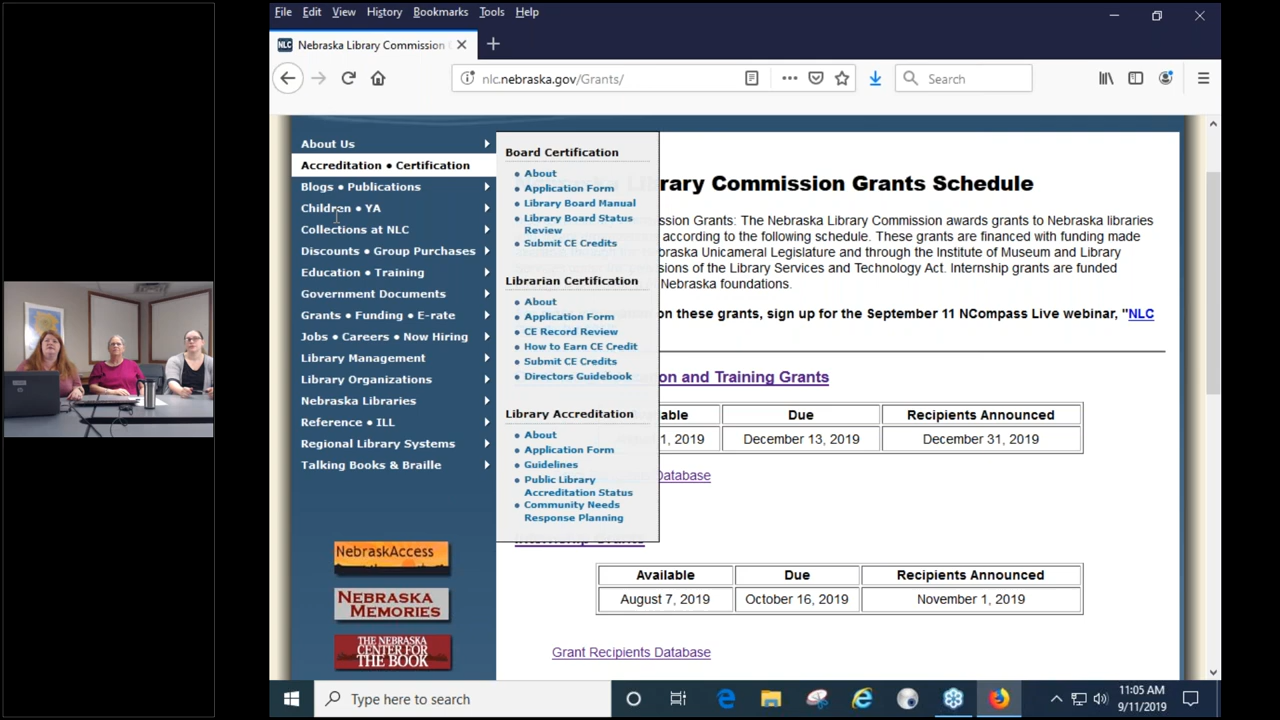 File Edit View History Bookmarks Tools Help
NLC Nebraska Library Commission
nlc.nebraska.gov/Grants/
Search
About Us
Accreditation • Certification
Blogs • Publications
Children • YA
Collections at NLC
Discounts • Group Purchases
Education • Training
Government Documents
Grants • Funding • E-rate
Jobs • Careers • Now Hiring
Library Management
Library Organizations
Nebraska Libraries
Reference • ILL
Regional Library Systems
Talking Books & Braille
NebraskAccess
NEBRASKA
MEMORIES
THE NEBRASKA
CENTER FOR
THE BOOK
Board Certification
• About
• Application Form
• Library Board Manual
• Library Board Status
Review
• Submit CE Credits
Librarian Certification
• About
• Application Form
• CE Record Review
• How to Earn CE Credit
• Submit CE Credits
• Directors Guidebook
Library Accreditation
• About
• Application Form
• Guidelines
• Public Library
Accreditation Status
• Community Needs
Response Planning
Library Commission Grants Schedule
ssion Grants: The Nebraska Library Commission awards grants to Nebraska libraries
according to the following schedule. These grants are financed with funding made
raska Unicameral Legislature and through the Institute of Museum and Library
sions of the Library Services and Technology Act. Internship grants are funded
Nebraska foundations.
on these grants, sign up for the September 11 NCompass Live webinar, "NLC
on and Training Grants
able Due Recipients Announced
1, 2019 December 13, 2019 December 31, 2019
Database
Internship Grants
Available Due Recipients Announced
August 7, 2019 October 16, 2019 November 1, 2019
Grant Recipients Database
Type here to search
11:05 AM
9/11/2019